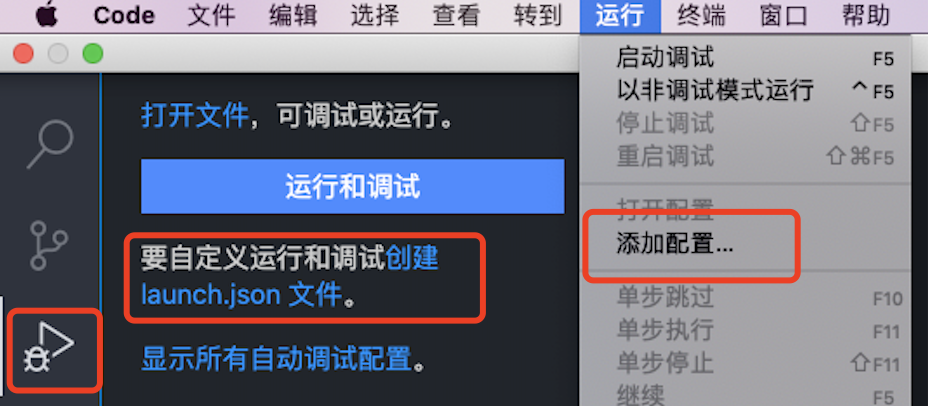 Code 文件 编辑 选择 查看 转到 运行 终端 窗口 帮助
打开文件，可调试或运行。
运行和调试
要自定义运行和调试创建
launch.json 文件。
显示所有自动调试配置。
启动调试 F5
以非调试模式运行 ^F5
停止调试 ⇧F5
重启调试 ⇧⌘F5
打开配置
添加配置...
单步跳过 F10
单步执行 F11
单步停止 ⇧F11
继续 F5